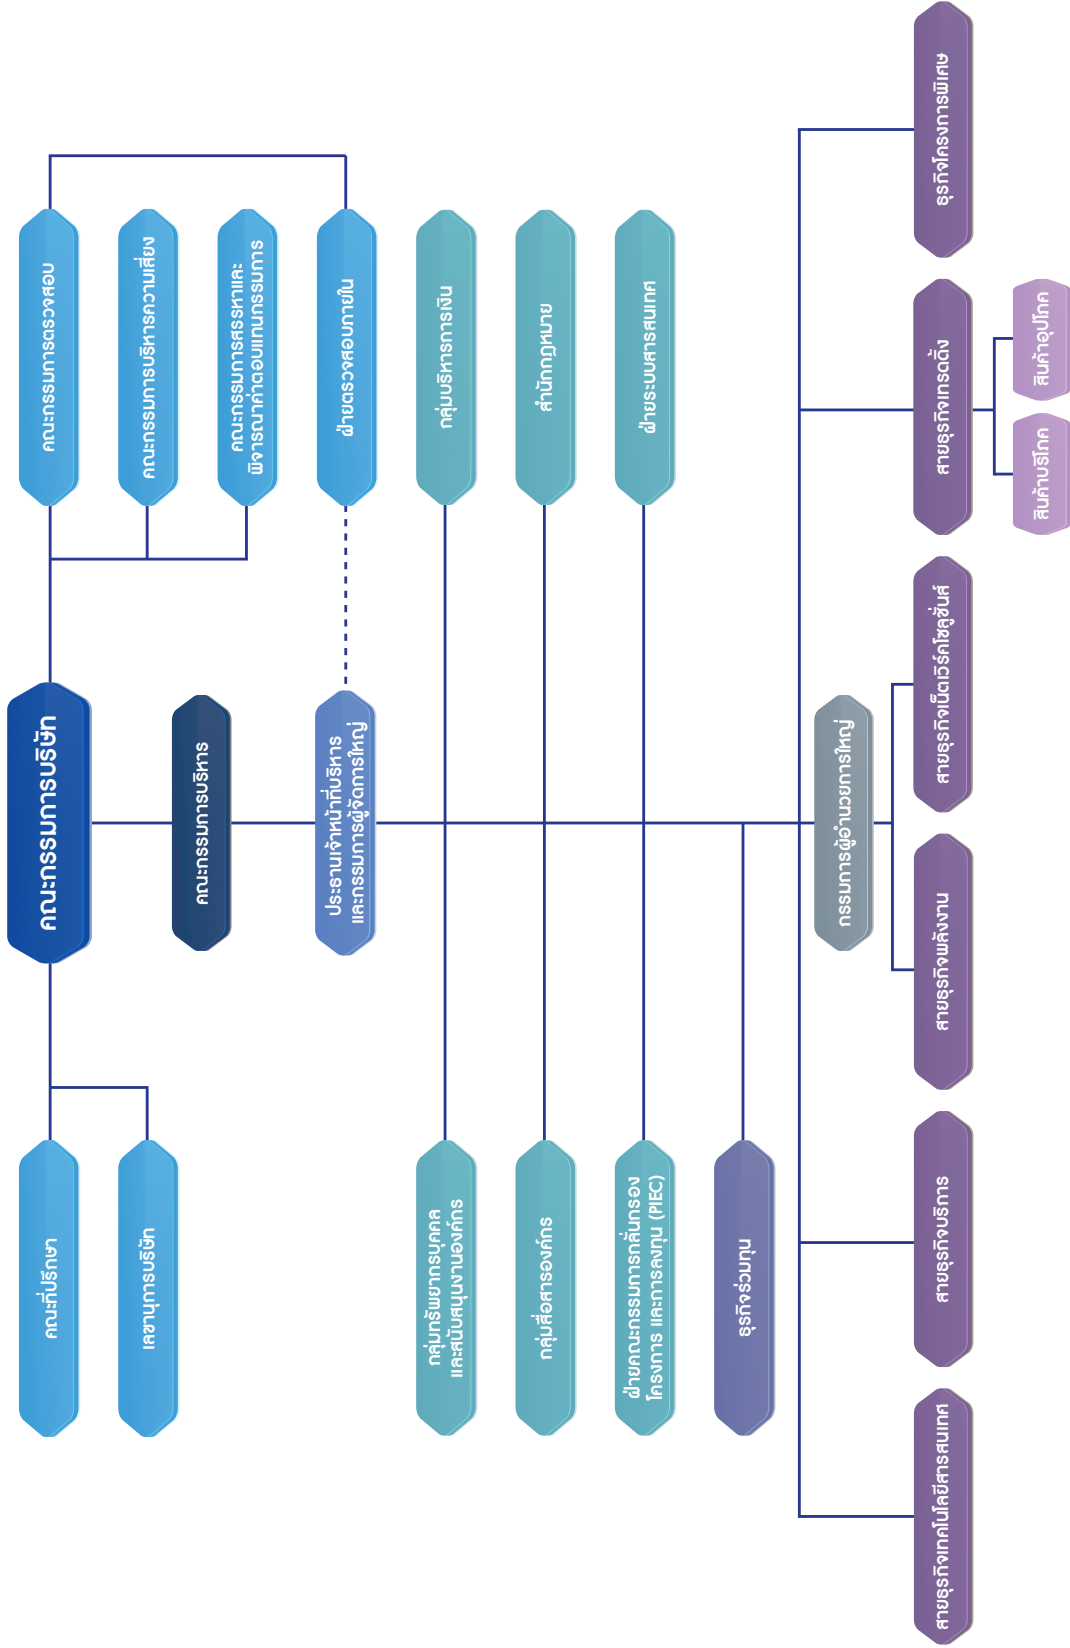 คณะกรรมการบริษัท
คณะที่ปรึกษา
คณะกรรมการตรวจสอบ
เลขานุการบริษัท
คณะกรรมการบริหารความเสี่ยง
คณะกรรมการบริหาร
คณะกรรมการสรรหาและ
พิจารณาค่าตอบแทนกรรมการ
ประธานเจ้าหน้าที่บริหาร
และกรรมการผู้จัดการใหญ่
ฝ่ายตรวจสอบภายใน
กลุ่มทรัพยากรบุคคล
และสนับสนุนงานองค์กร
กลุ่มบริหารการเงิน
กลุ่มสื่อสารองค์กร
สำนักกฎหมาย
ฝ่ายคณะกรรมการกลั่นกรอง
โครงการ และการลงทุน (PIEC)
ฝ่ายระบบสารสนเทศ
ธุรกิจร่วมทุน
กรรมการผู้อำนวยการใหญ่
สายธุรกิจเทคโนโลยีสารสนเทศ
สายธุรกิจบริการ
สายธุรกิจพลังงาน
สายธุรกิจเน็ตเวิร์คโซลูชั่นส์
สายธุรกิจเทรดดิ้ง
ธุรกิจโครงการพิเศษ
สินค้าบริโภค
สินค้าอุปโภค